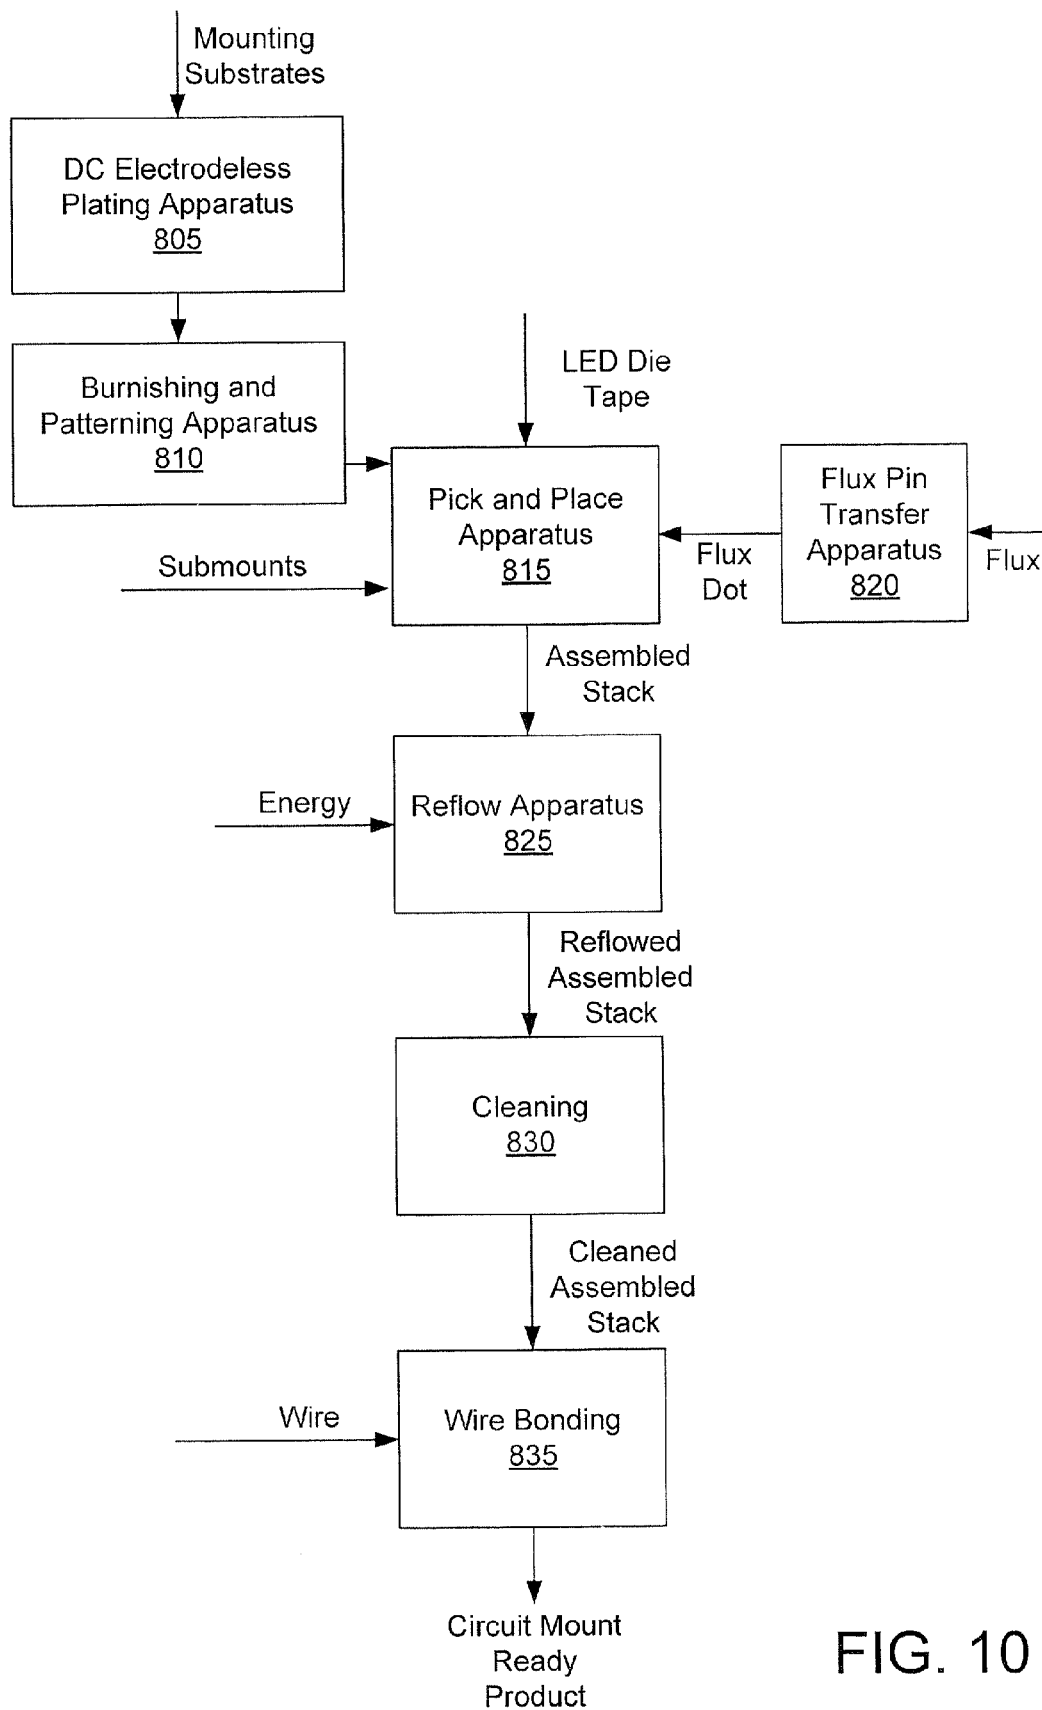 Mounting
Substrates
DC Electrodeless
Plating Apparatus
805
Burnishing and
Patterning Apparatus
810
LED Die
Tape
Pick and Place
Apparatus
815
Flux Pin
Transfer
Apparatus
820
Flux
Flux
Dot
Submounts
Assembled
Stack
Energy
Reflow Apparatus
825
Reflowed
Assembled
Stack
Cleaning
830
Cleaned
Assembled
Stack
Wire
Wire Bonding
835
Circuit Mount
Ready
Product
FIG. 10